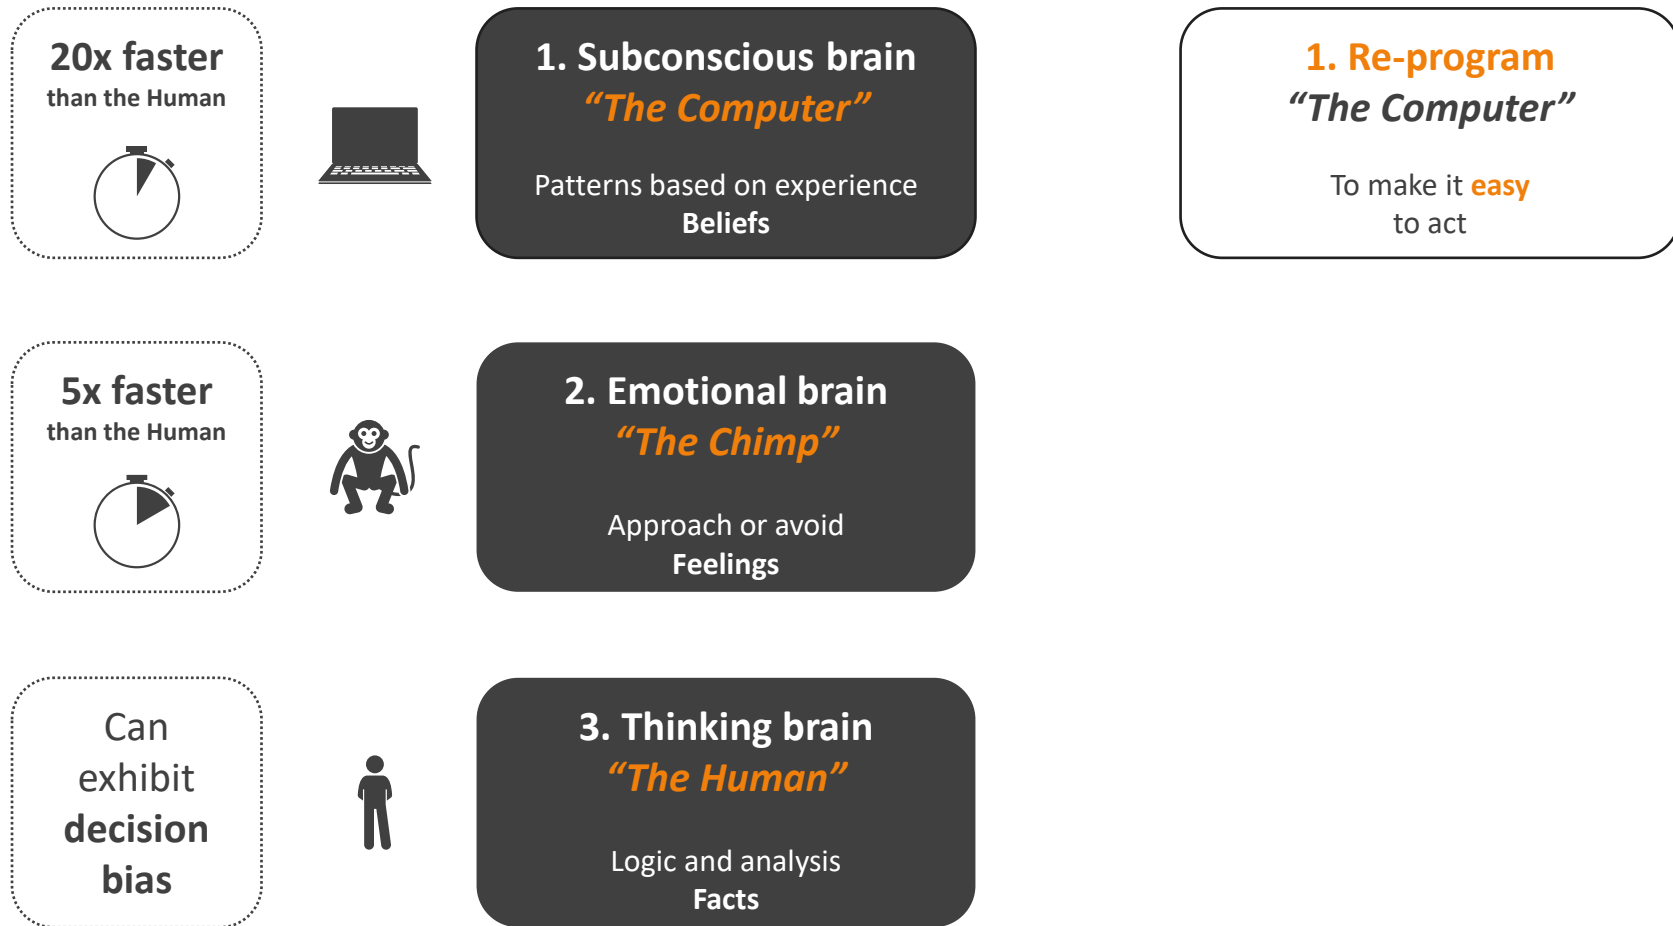 20x faster
than the Human
1. Subconscious brain
“The Computer”
Patterns based on experience
Beliefs
1. Re-program
“The Computer”
To make it easy
to act
5x faster
than the Human
2. Emotional brain
“The Chimp”
Approach or avoid
Feelings
Can
exhibit
decision
bias
3. Thinking brain
“The Human”
Logic and analysis
Facts